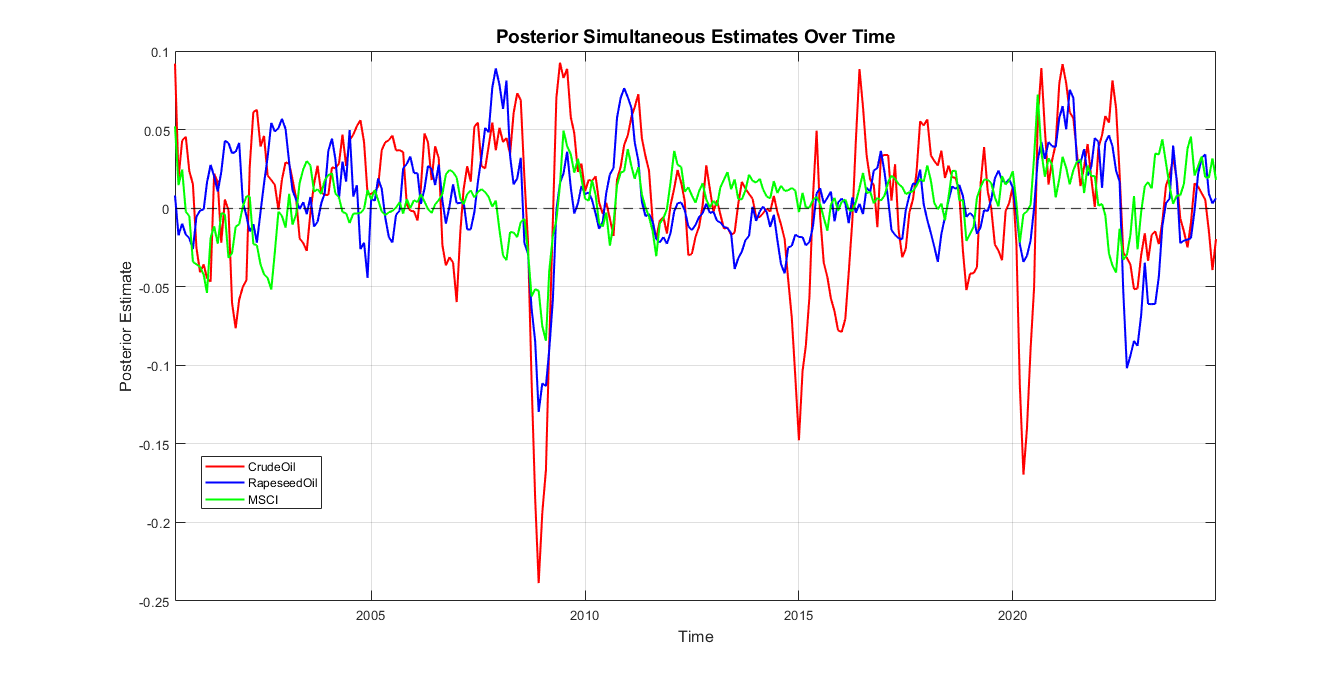 Posterior Simultaneous Estimates Over Time
0.1
0.05
0
-0.05
-0.1
-0.15
-0.2
-0.25
Posterior Estimate
CrudeOil
RapeseedOil
MSCI
2005 2010 2015 2020
Time